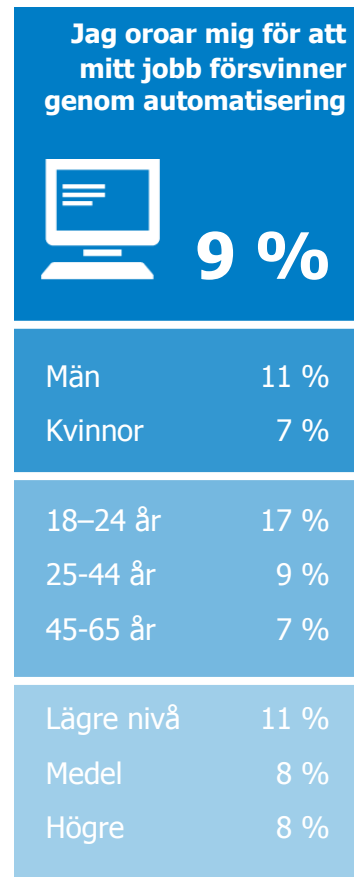 Jag oroar mig för att
mitt jobb försvinner
genom automatisering
9 %
Män 11 %
Kvinnor 7 %
18–24 år 17 %
25-44 år 9 %
45-65 år 7 %
Lägre nivå 11 %
Medel 8 %
Högre 8 %